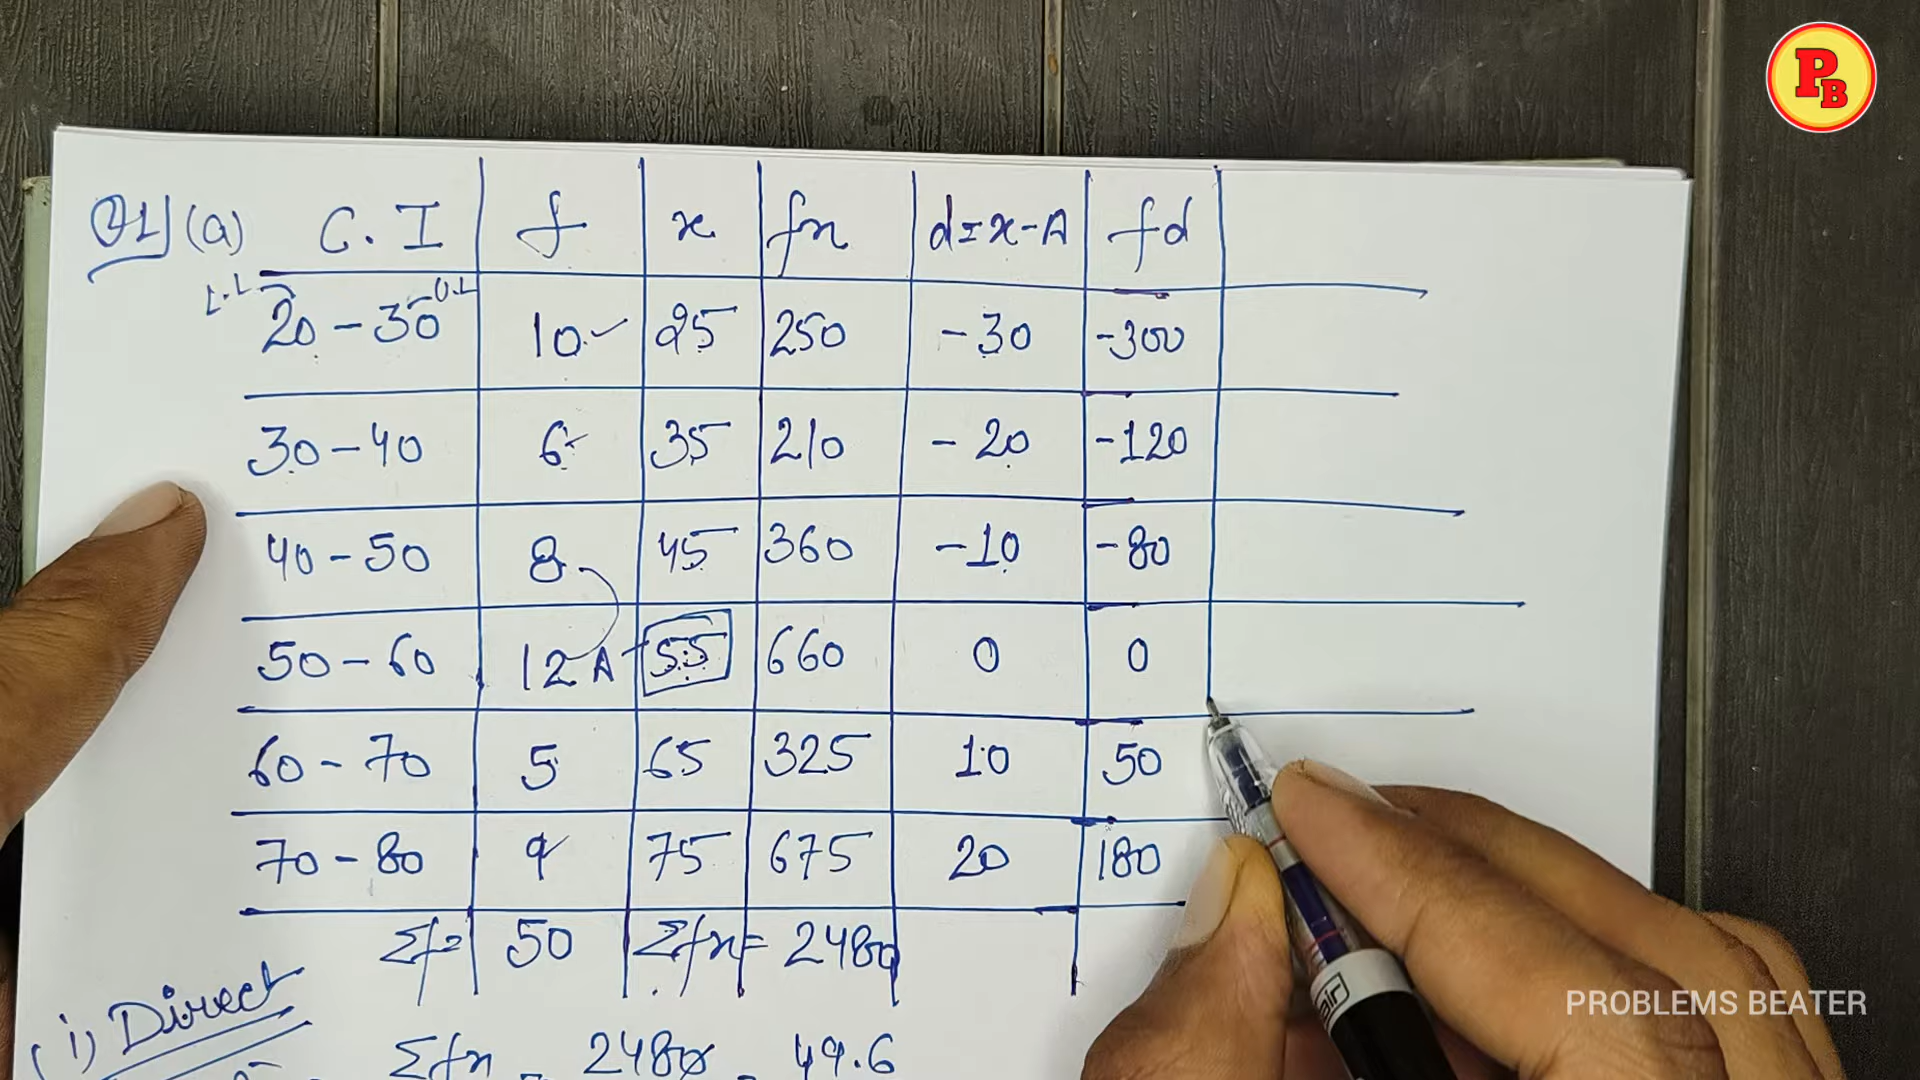 PB
Q1](a) C.I f x fx d=x-A fd
L.L U.L
20-30 10 25 250 -30 -300
30-40 6 35 210 -20 -120
40-50 8 45 360 -10 -80
50-60 12 A 55 660 0 0
60-70 5 65 325 10 50
70-80 9 75 675 20 180
Σf= 50 Σfx= 2480
(i) Direct
Σfx = 2480 = 49.6
air
PROBLEMS BEATER